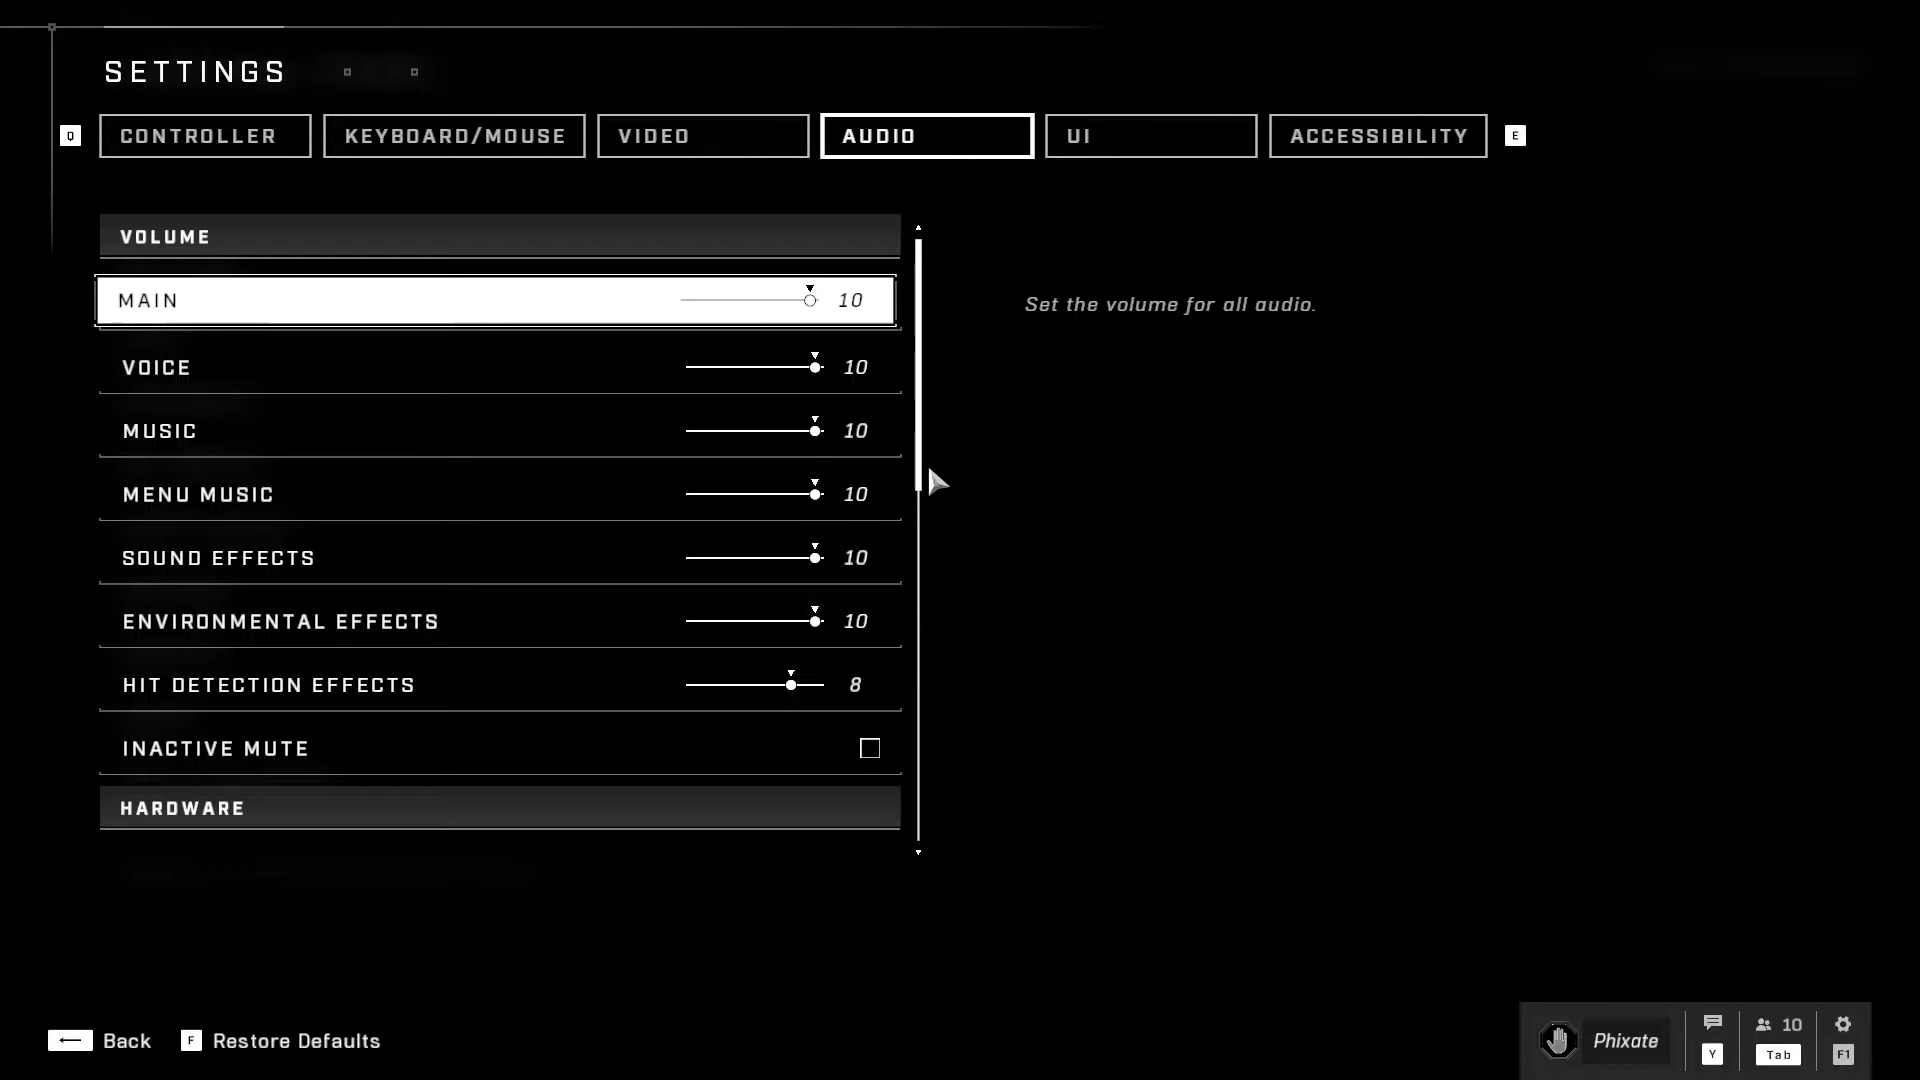 SETTINGS
Q CONTROLLER KEYBOARD/MOUSE VIDEO AUDIO UI ACCESSIBILITY E
VOLUME
MAIN 10
Set the volume for all audio.
VOICE 10
MUSIC 10
MENU MUSIC 10
SOUND EFFECTS 10
ENVIRONMENTAL EFFECTS 10
HIT DETECTION EFFECTS 8
INACTIVE MUTE
HARDWARE
Back F Restore Defaults
Phixate
10
Y Tab F1